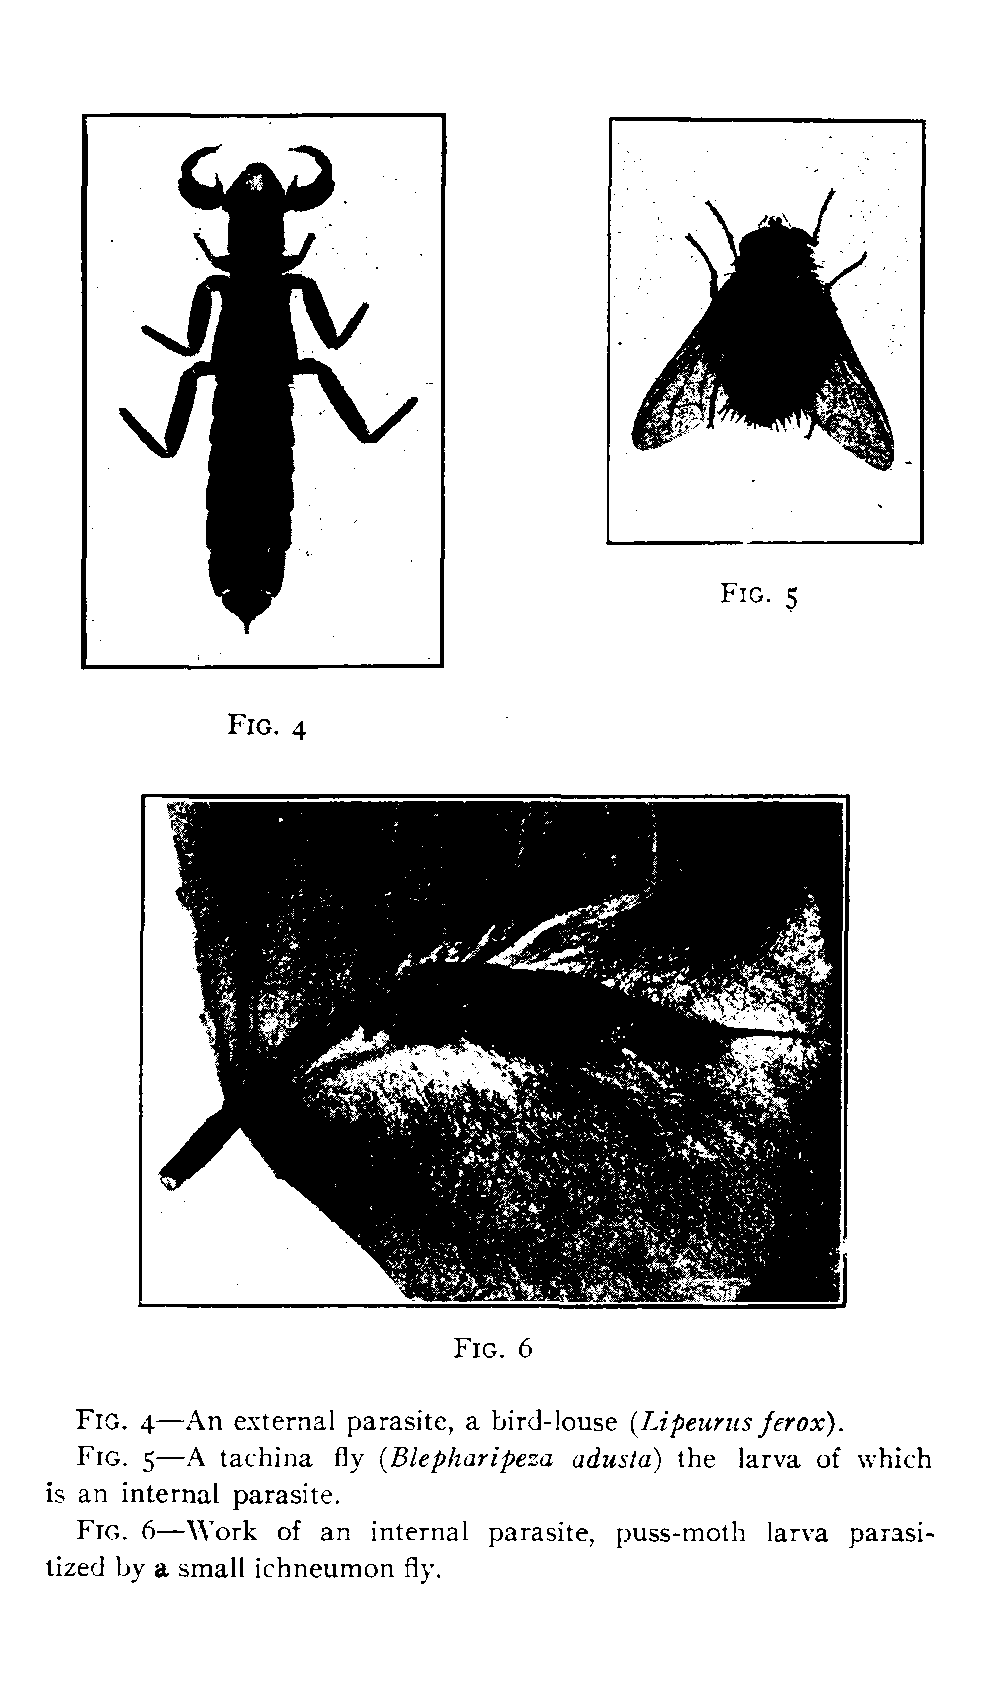 FIG. 5
FIG. 4
FIG. 6
FIG. 4—An external parasite, a bird-louse (Lipeurus ferox).
FIG. 5—A tachina fly (Blepharipeza adusta) the larva of which
is an internal parasite.
FIG. 6—Work of an internal parasite, puss-moth larva parasi-
tized by a small ichneumon fly.